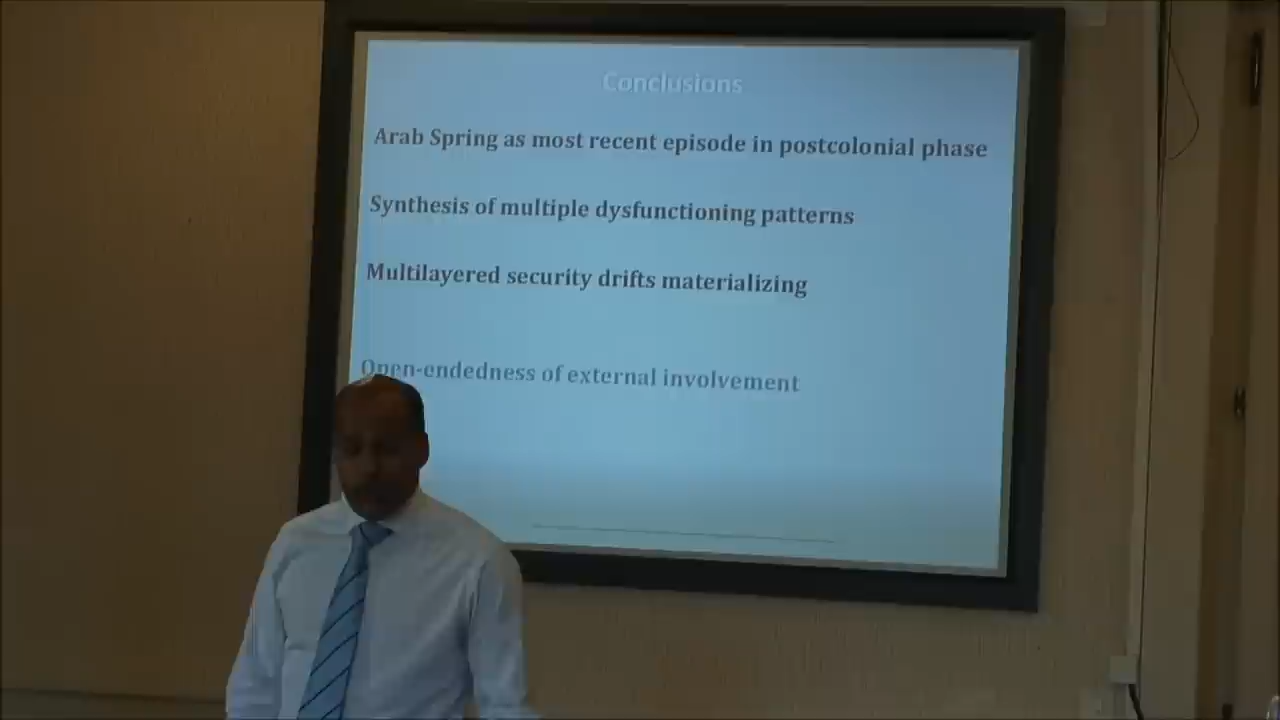 Conclusions
Arab Spring as most recent episode in postcolonial phase
Synthesis of multiple dysfunctioning patterns
Multilayered security drifts materializing
Open-endedness of external involvement